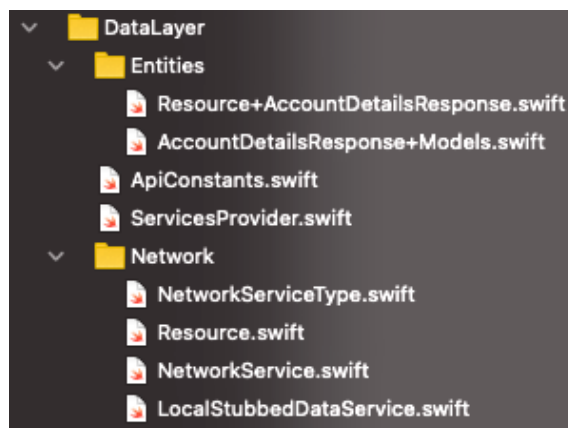 DataLayer
Entities
Resource+AccountDetailsResponse.swift
AccountDetailsResponse+Models.swift
ApiConstants.swift
ServicesProvider.swift
Network
NetworkServiceType.swift
Resource.swift
NetworkService.swift
LocalStubbedDataService.swift